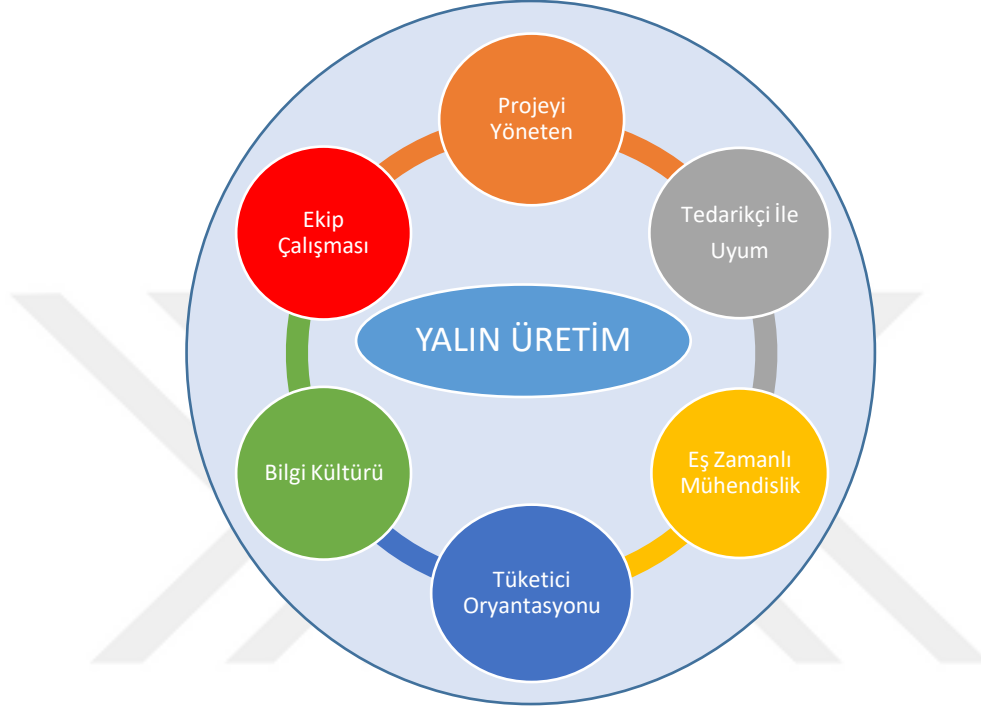 Projeyi
Yöneten
Tedarikçi İle
Uyum
Eş Zamanlı
Mühendislik
Tüketici
Oryantasyonu
Bilgi Kültürü
Ekip
Çalışması
YALIN ÜRETİM